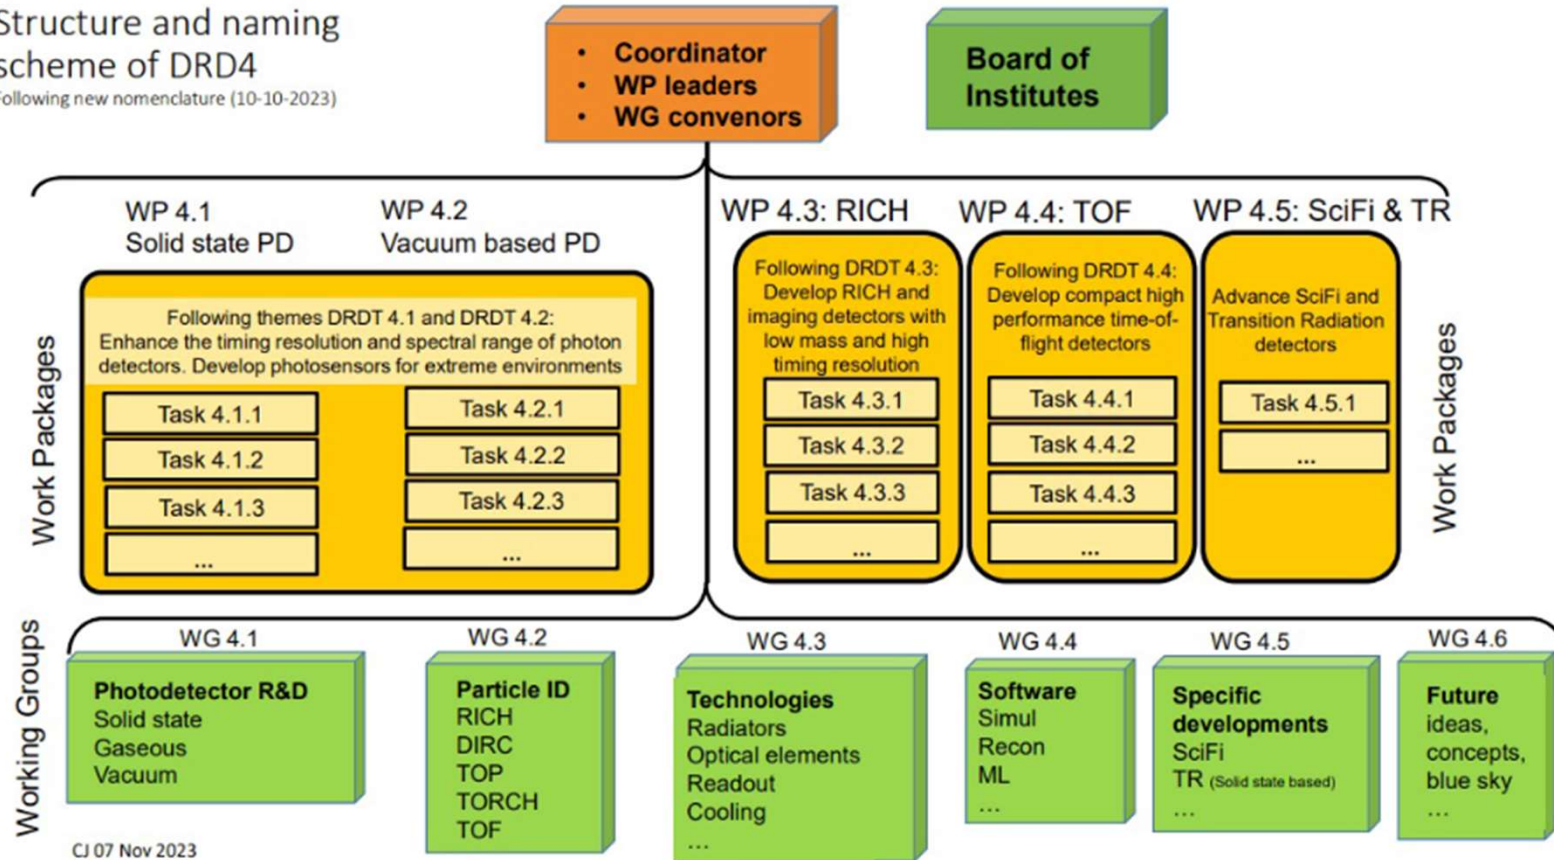 Structure and naming
scheme of DRD4
Following new nomenclature (10-10-2023)
• Coordinator
• WP leaders
• WG convenors
Board of
Institutes
Work Packages
WP 4.1
Solid state PD
WP 4.2
Vacuum based PD
Following themes DRDT 4.1 and DRDT 4.2:
Enhance the timing resolution and spectral range of photon
detectors. Develop photosensors for extreme environments
Task 4.1.1
Task 4.1.2
Task 4.1.3
...
Task 4.2.1
Task 4.2.2
Task 4.2.3
...
WP 4.3: RICH
Following DRDT 4.3:
Develop RICH and
imaging detectors with
low mass and high
timing resolution
Task 4.3.1
Task 4.3.2
Task 4.3.3
...
WP 4.4: TOF
Following DRDT 4.4:
Develop compact high
performance time-of-
flight detectors
Task 4.4.1
Task 4.4.2
Task 4.4.3
...
WP 4.5: SciFi & TR
Advance SciFi and
Transition Radiation
detectors
Task 4.5.1
...
Work Packages
Working Groups
WG 4.1
Photodetector R&D
Solid state
Gaseous
Vacuum
WG 4.2
Particle ID
RICH
DIRC
TOP
TORCH
TOF
WG 4.3
Technologies
Radiators
Optical elements
Readout
Cooling
...
WG 4.4
Software
Simul
Recon
ML
...
WG 4.5
Specific
developments
SciFi
TR (Solid state based)
...
WG 4.6
Future
ideas,
concepts,
blue sky
...
CJ 07 Nov 2023